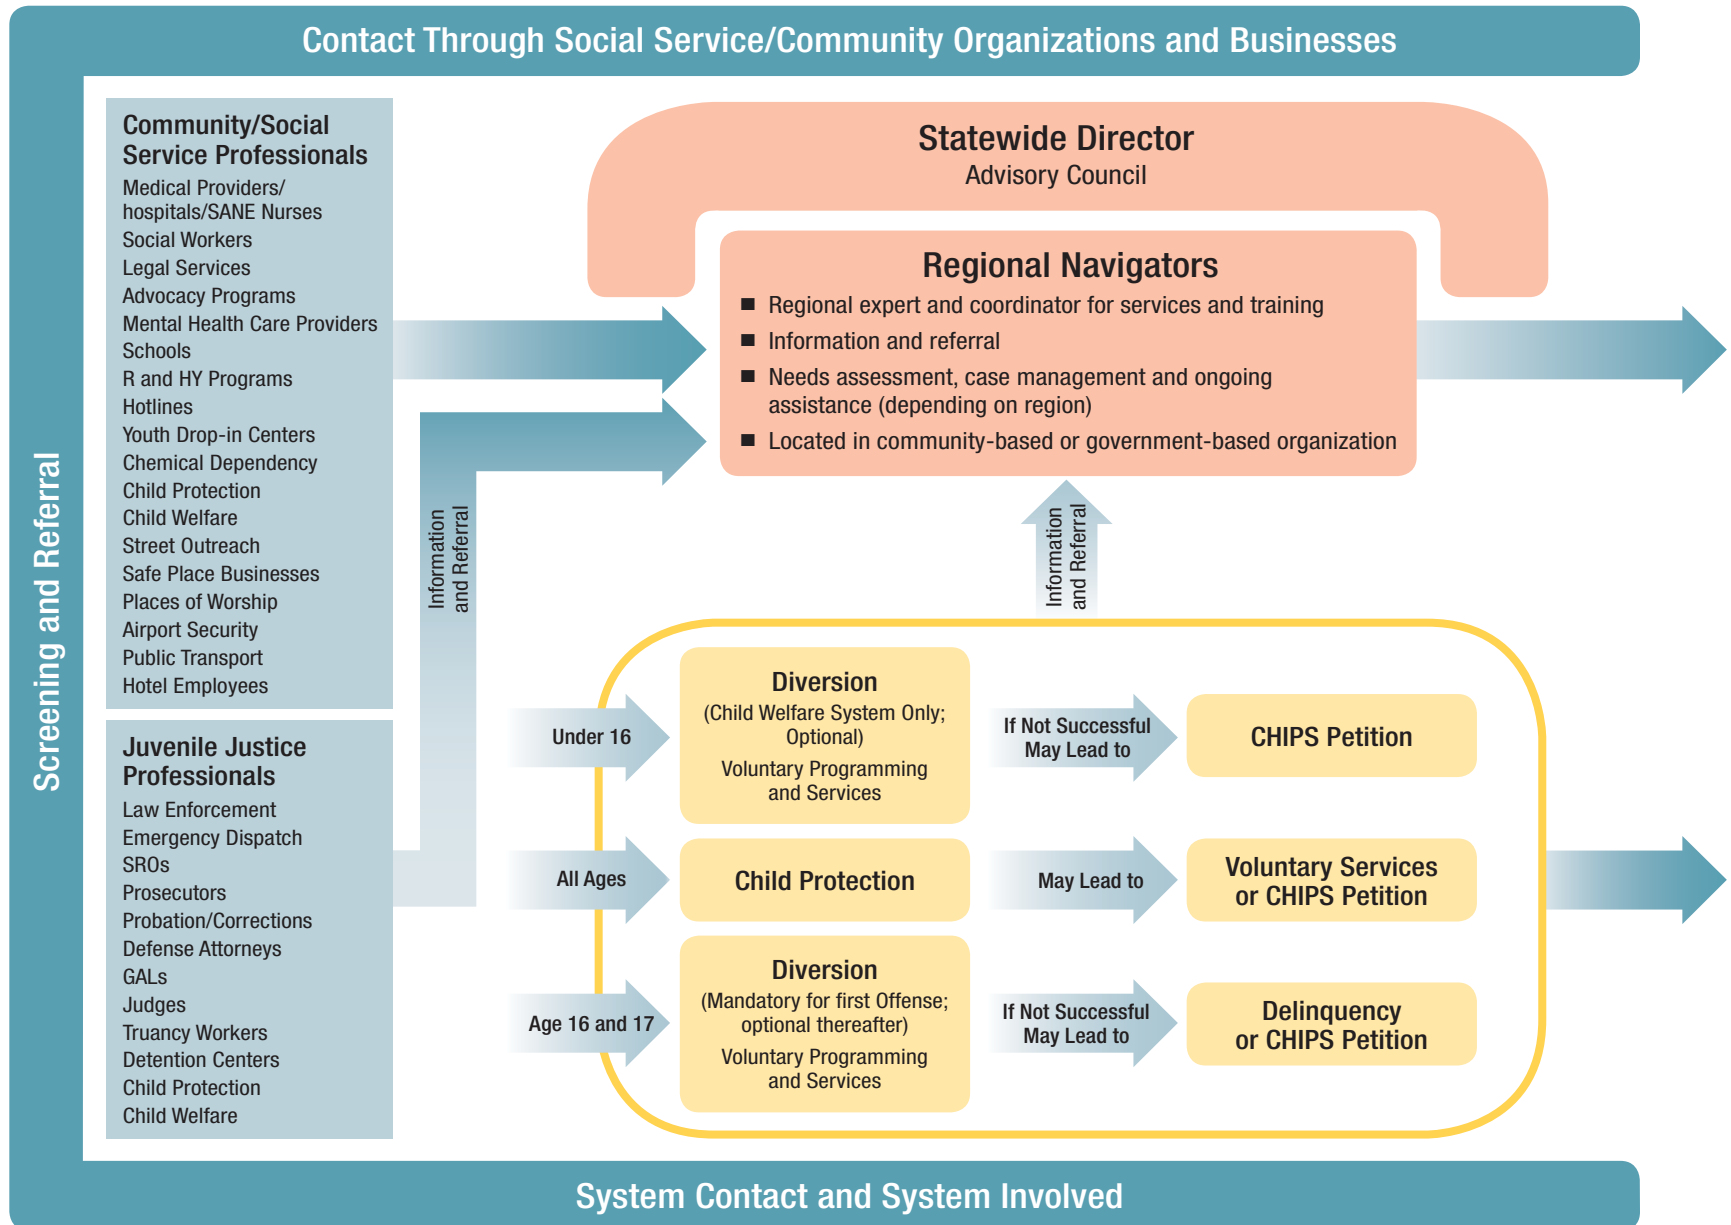 Contact Through Social Service/Community Organizations and Businesses
Screening and Referral
Community/Social
Service Professionals
Medical Providers/
hospitals/SANE Nurses
Social Workers
Legal Services
Advocacy Programs
Mental Health Care Providers
Schools
R and HY Programs
Hotlines
Youth Drop-in Centers
Chemical Dependency
Child Protection
Child Welfare
Street Outreach
Safe Place Businesses
Places of Worship
Airport Security
Public Transport
Hotel Employees
Juvenile Justice
Professionals
Law Enforcement
Emergency Dispatch
SROs
Prosecutors
Probation/Corrections
Defense Attorneys
GALs
Judges
Truancy Workers
Detention Centers
Child Protection
Child Welfare
Information
and Referral
Statewide Director
Advisory Council
Regional Navigators
■ Regional expert and coordinator for services and training
■ Information and referral
■ Needs assessment, case management and ongoing
assistance (depending on region)
■ Located in community-based or government-based organization
Information
and Referral
Under 16
Diversion
(Child Welfare System Only;
Optional)
Voluntary Programming
and Services
If Not Successful
May Lead to
CHIPS Petition
All Ages
Child Protection
May Lead to
Voluntary Services
or CHIPS Petition
Age 16 and 17
Diversion
(Mandatory for first Offense;
optional thereafter)
Voluntary Programming
and Services
If Not Successful
May Lead to
Delinquency
or CHIPS Petition
System Contact and System Involved